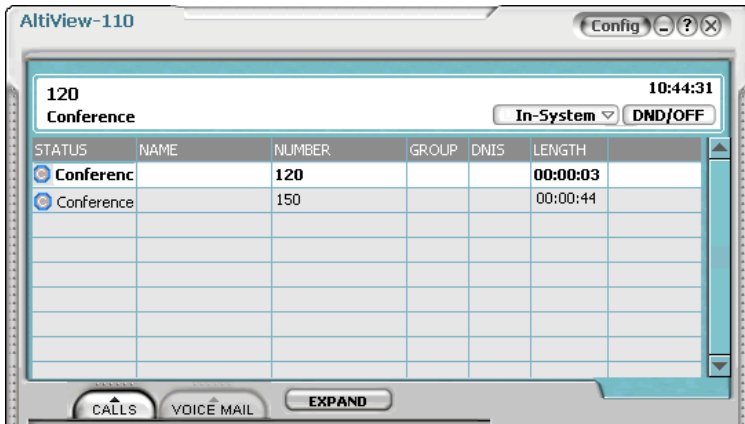 AltiView-110
Config ?
120 10:44:31
Conference In-System DND/OFF
STATUS NAME NUMBER GROUP DNIS LENGTH
C Conferenc 120 00:00:03
C Conference 150 00:00:44
CALLS VOICE MAIL EXPAND